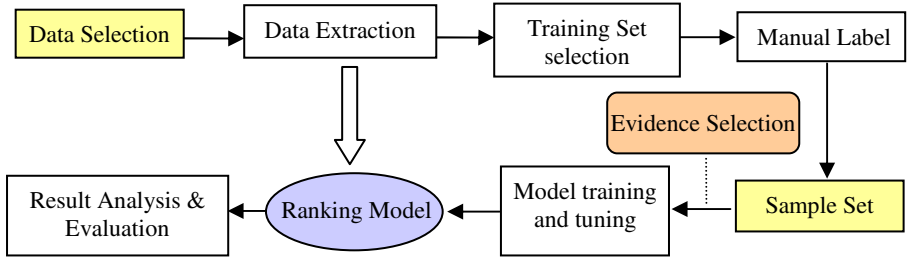 Data Selection
Data Extraction
Training Set
selection
Manual Label
Evidence Selection
Result Analysis &
Evaluation
Ranking Model
Model training
and tuning
Sample Set